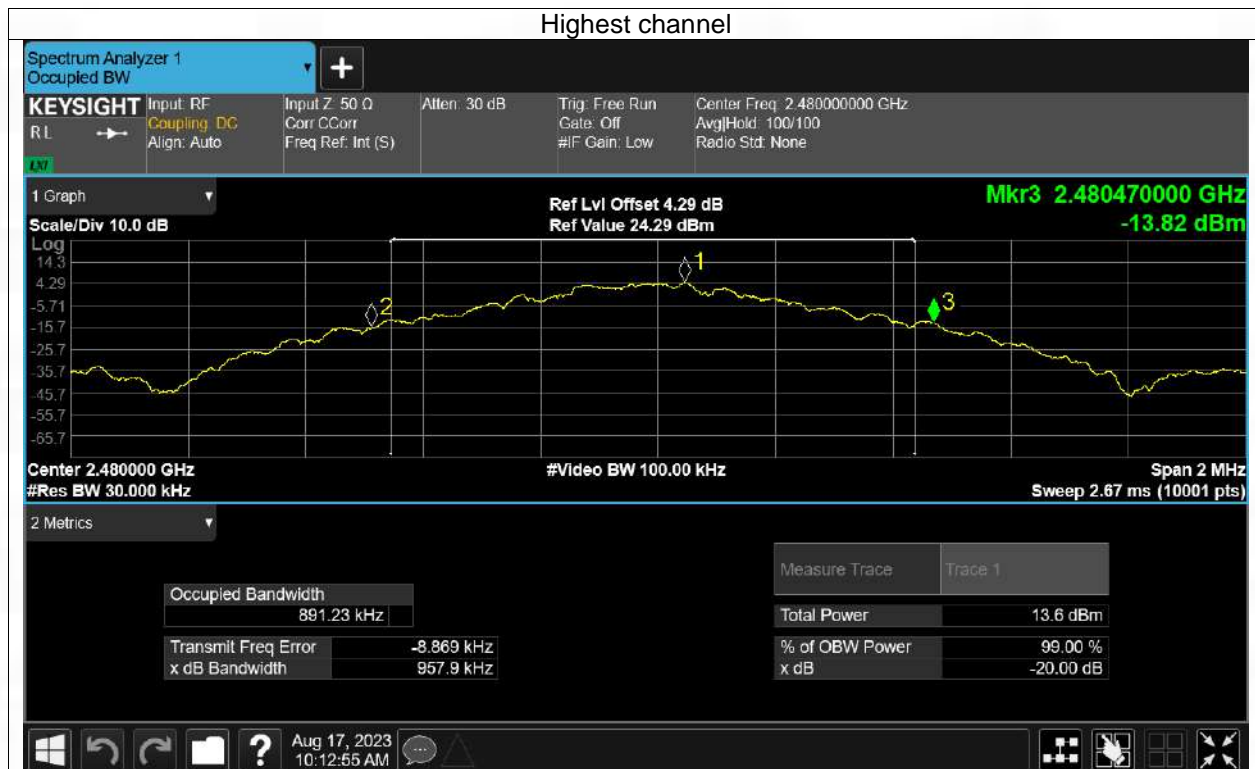 Highest channel
Spectrum Analyzer 1
Occupied BW
+
KEYSIGHT
R L
LXI
Input: RF
Coupling: DC
Align: Auto
Input Z: 50 Ω
Corr CCorr
Freq Ref: Int (S)
Atten: 30 dB
Trig: Free Run
Gate: Off
#IF Gain: Low
Center Freq: 2.480000000 GHz
Avg|Hold: 100/100
Radio Std: None
1 Graph
Scale/Div 10.0 dB
Ref Lvl Offset 4.29 dB
Ref Value 24.29 dBm
Mkr3 2.480470000 GHz
-13.82 dBm
Log
14.3
4.29
-5.71
-15.7
-25.7
-35.7
-45.7
-55.7
-65.7
2
1
3
Center 2.480000 GHz
#Res BW 30.000 kHz
#Video BW 100.00 kHz
Span 2 MHz
Sweep 2.67 ms (10001 pts)
2 Metrics
Measure Trace Trace 1
Occupied Bandwidth
891.23 kHz
Total Power 13.6 dBm
Transmit Freq Error -8.869 kHz
% of OBW Power 99.00 %
x dB Bandwidth 957.9 kHz
x dB -20.00 dB
?
Aug 17, 2023
10:12:55 AM